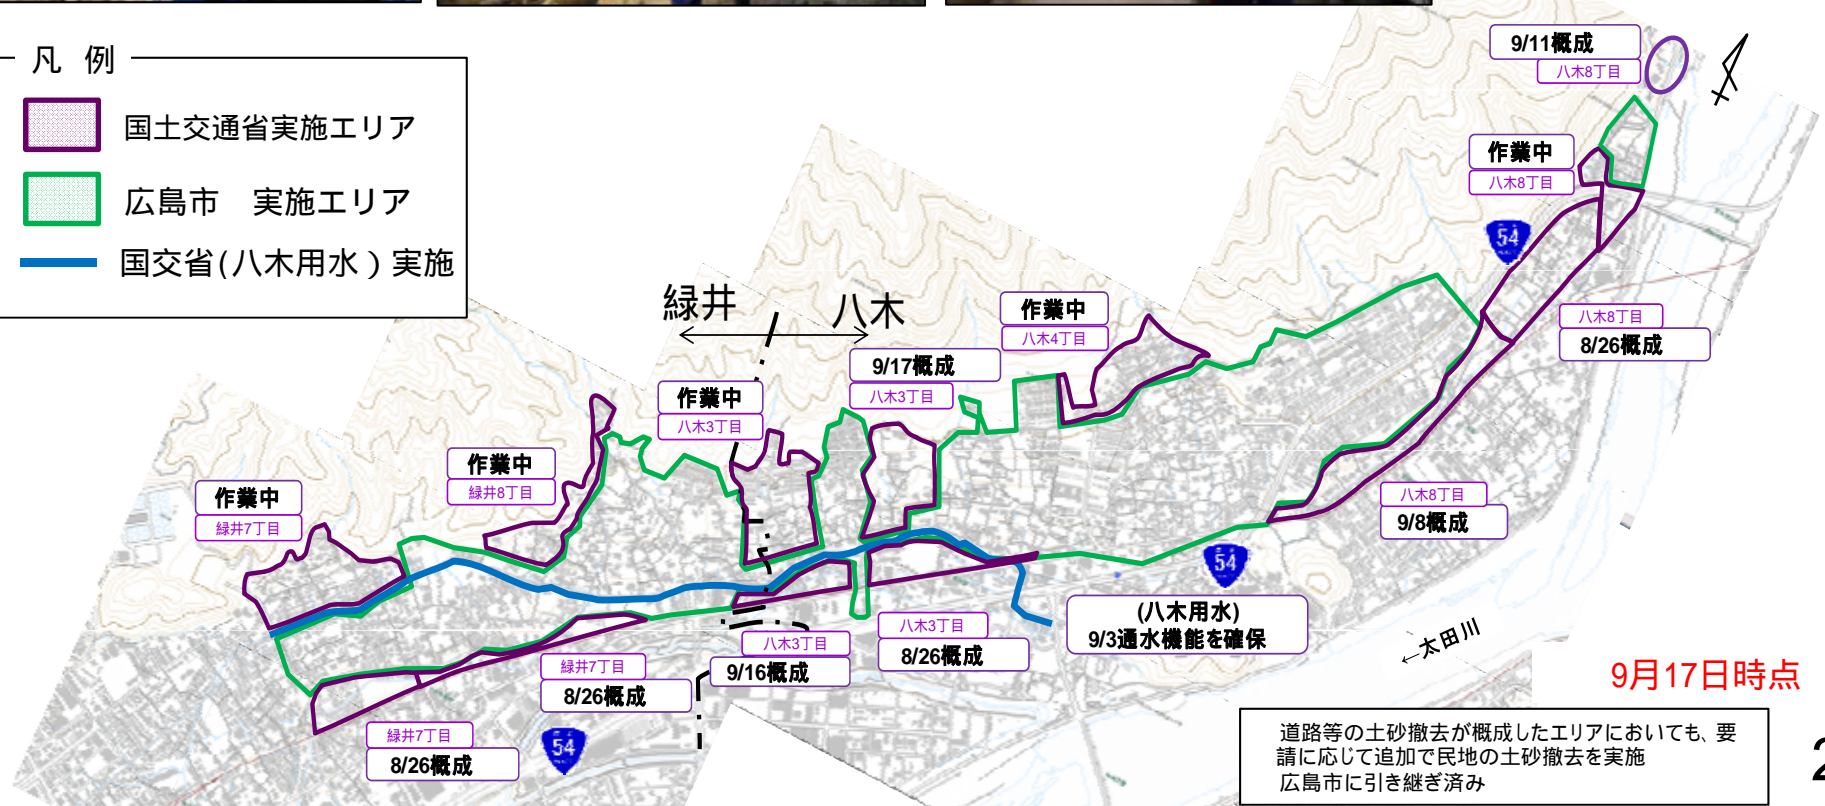 凡 例
国土交通省実施エリア
広島市　実施エリア
国交省(八木用水）実施
9/11概成
八木8丁目
作業中
八木8丁目
54
緑井
八木
作業中
八木4丁目
八木8丁目
8/26概成
9/17概成
八木3丁目
作業中
八木3丁目
作業中
緑井8丁目
作業中
緑井7丁目
八木8丁目
9/8概成
54
(八木用水)
9/3通水機能を確保
八木3丁目
8/26概成
八木3丁目
9/16概成
緑井7丁目
8/26概成
緑井7丁目
8/26概成
54
←太田川
9月17日時点
道路等の土砂撤去が概成したエリアにおいても、要
請に応じて追加で民地の土砂撤去を実施
広島市に引き継ぎ済み
2